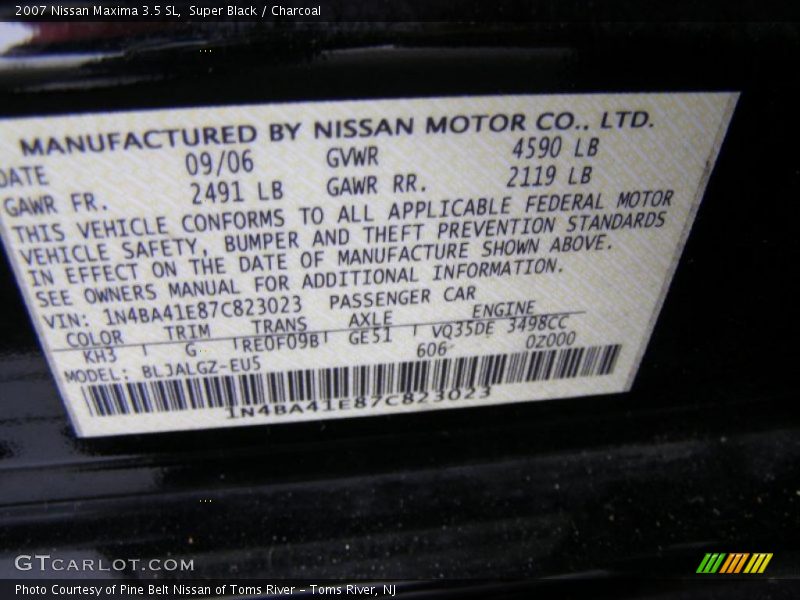 2007 Nissan Maxima 3.5 SL, Super Black / Charcoal
MANUFACTURED BY NISSAN MOTOR CO., LTD.
DATE 09/06 GVWR 4590 LB
GAWR FR. 2491 LB GAWR RR. 2119 LB
THIS VEHICLE CONFORMS TO ALL APPLICABLE FEDERAL MOTOR
VEHICLE SAFETY, BUMPER AND THEFT PREVENTION STANDARDS
IN EFFECT ON THE DATE OF MANUFACTURE SHOWN ABOVE.
SEE OWNERS MANUAL FOR ADDITIONAL INFORMATION.
VIN: 1N4BA41E87C823023 PASSENGER CAR
COLOR TRIM TRANS AXLE ENGINE
KH3 G RE0F09B GE51 VQ35DE 3498CC
MODEL: BLJALGZ-EU5 606- 0Z000
1N4BA41E87C823023
GTCARLOT.COM
Photo Courtesy of Pine Belt Nissan of Toms River – Toms River, NJ